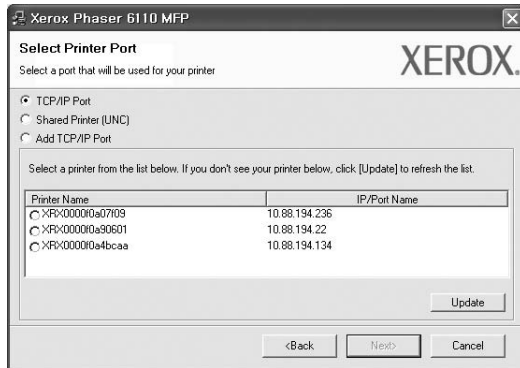 Xerox Phaser 6110 MFP
Select Printer Port
Select a port that will be used for your printer
XEROX.
TCP/IP Port
Shared Printer (UNC)
Add TCP/IP Port
Select a printer from the list below. If you don't see your printer below, click [Update] to refresh the list.
Printer Name IP/Port Name
XRX0000f0a07f09 10.88.194.236
XRX0000f0a90601 10.88.194.22
XRX0000f0a4bcaa 10.88.194.134
Update
<Back Next> Cancel